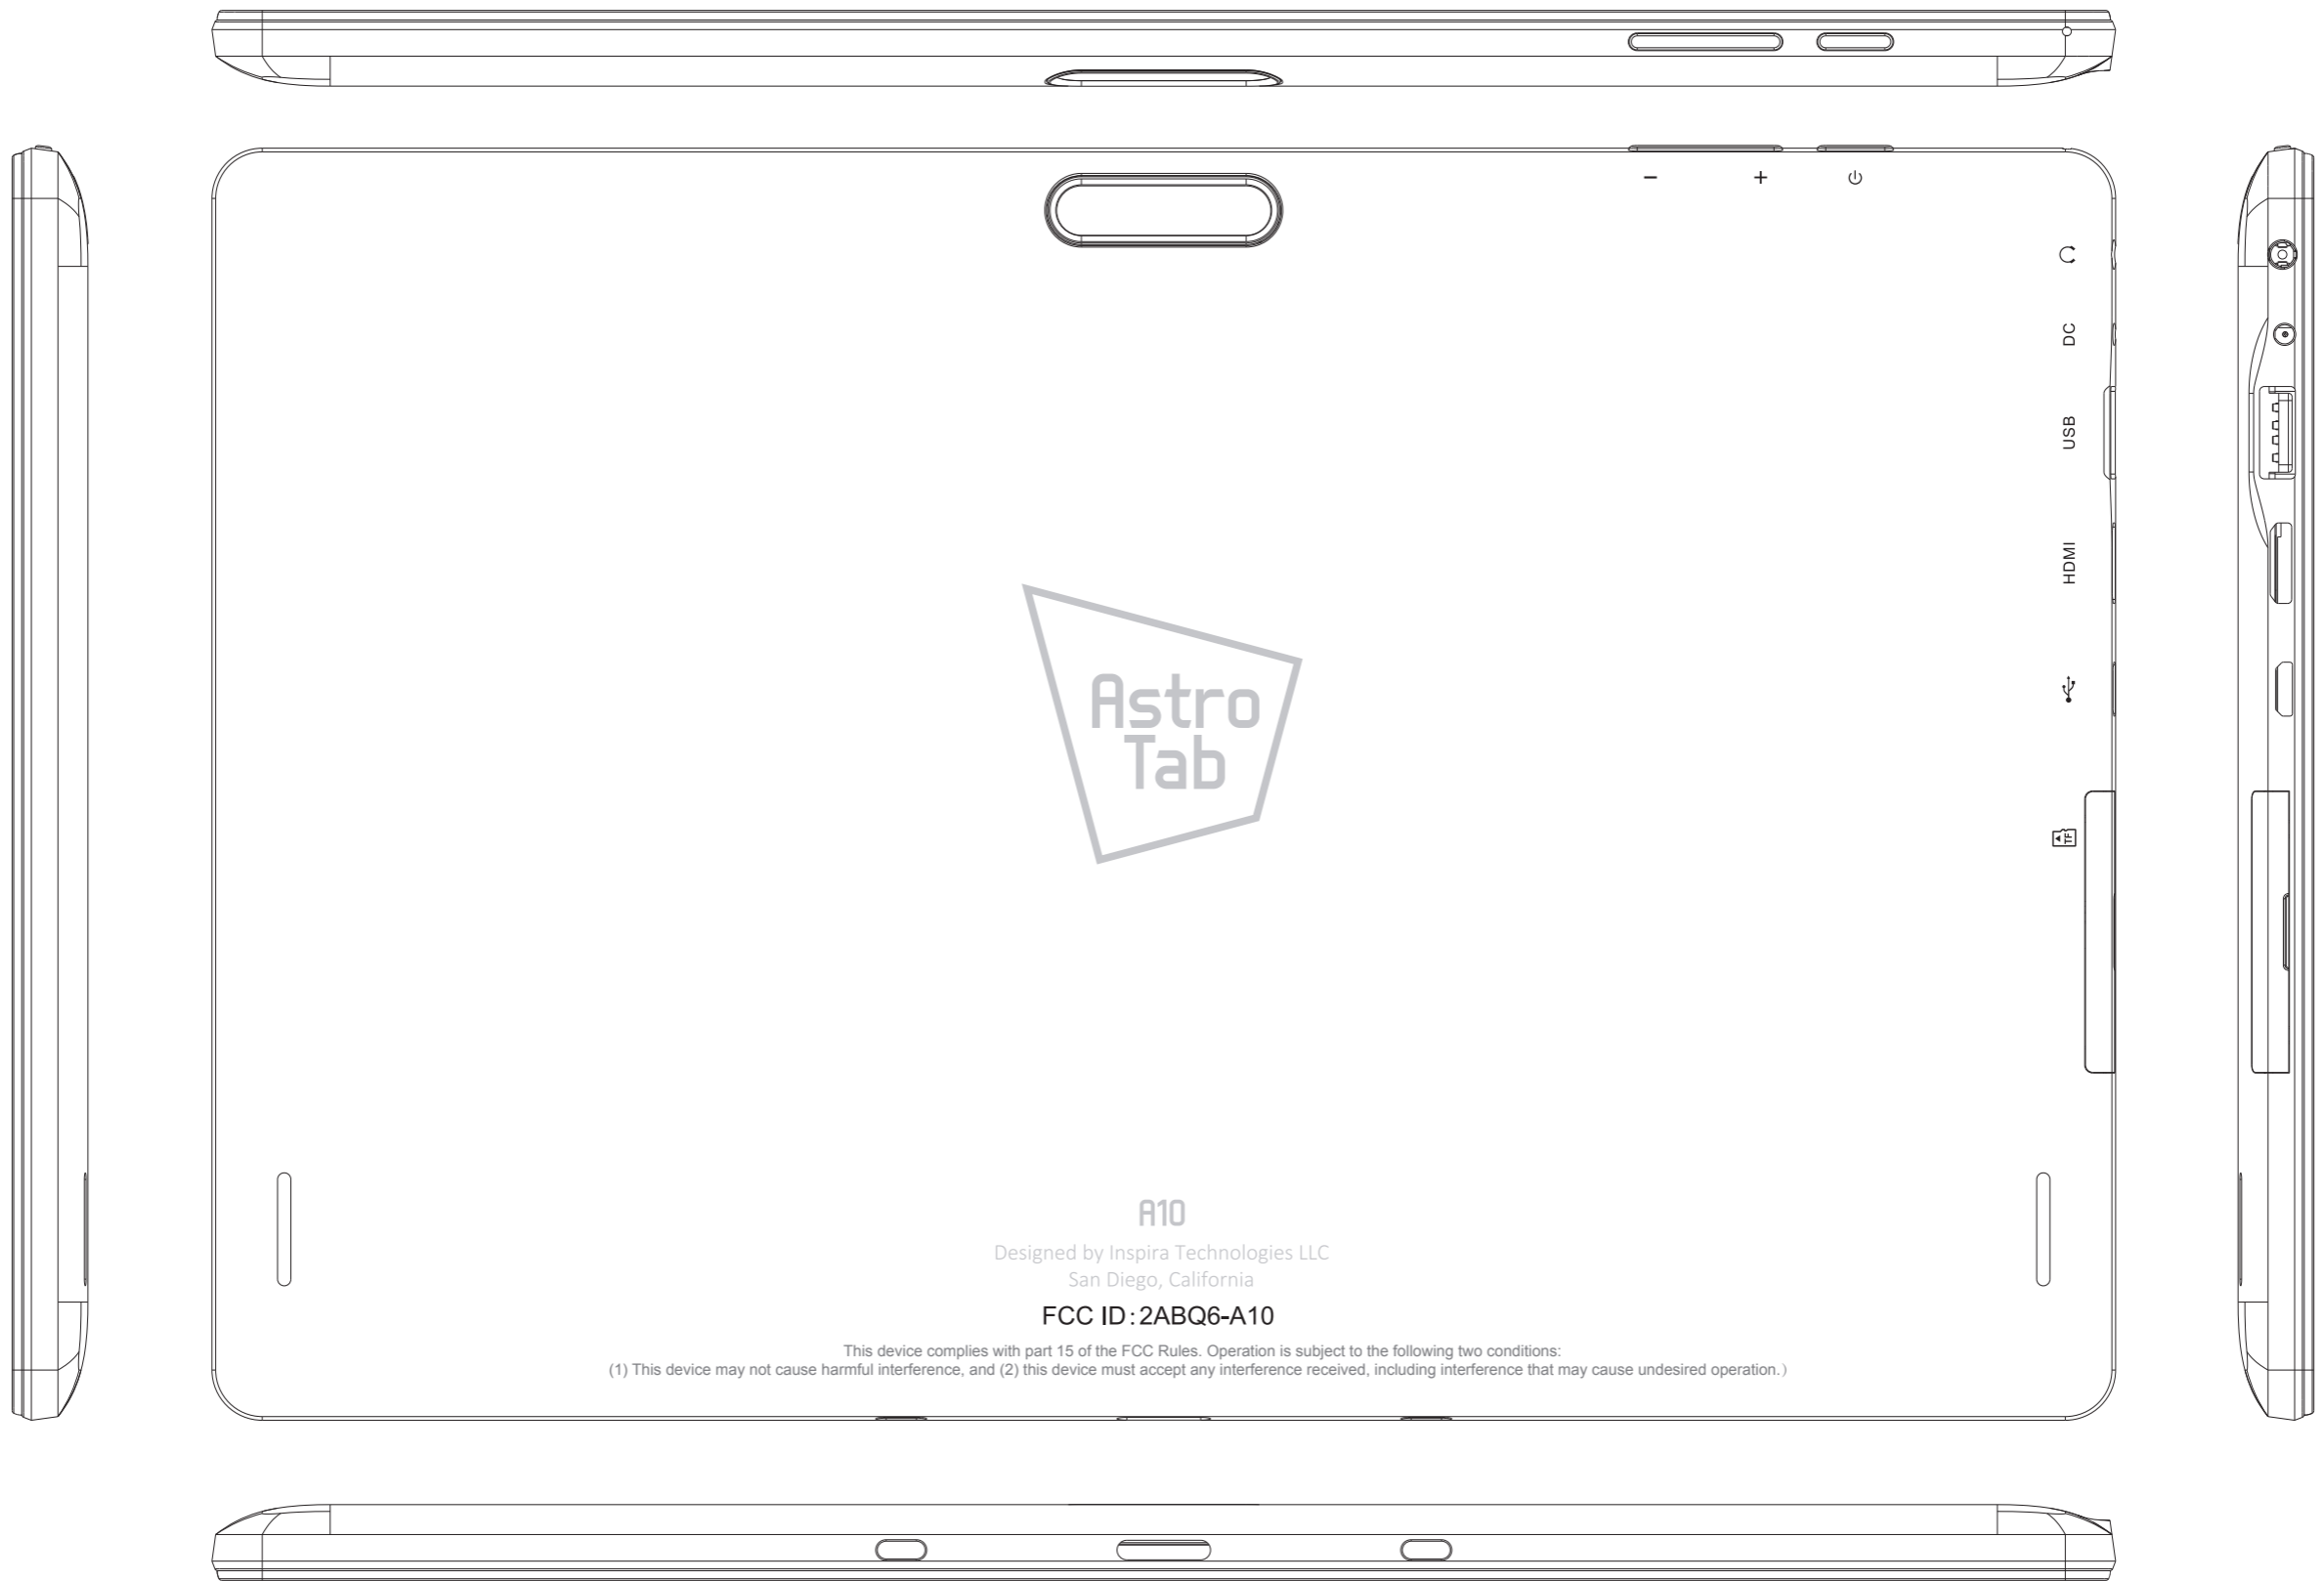 − +
DC
USB
HDMI
TF
Astro
Tab
A10
Designed by Inspira Technologies LLC
San Diego, California
FCC ID:2ABQ6-A10
This device complies with part 15 of the FCC Rules. Operation is subject to the following two conditions:
(1) This device may not cause harmful interference, and (2) this device must accept any interference received, including interference that may cause undesired operation.)